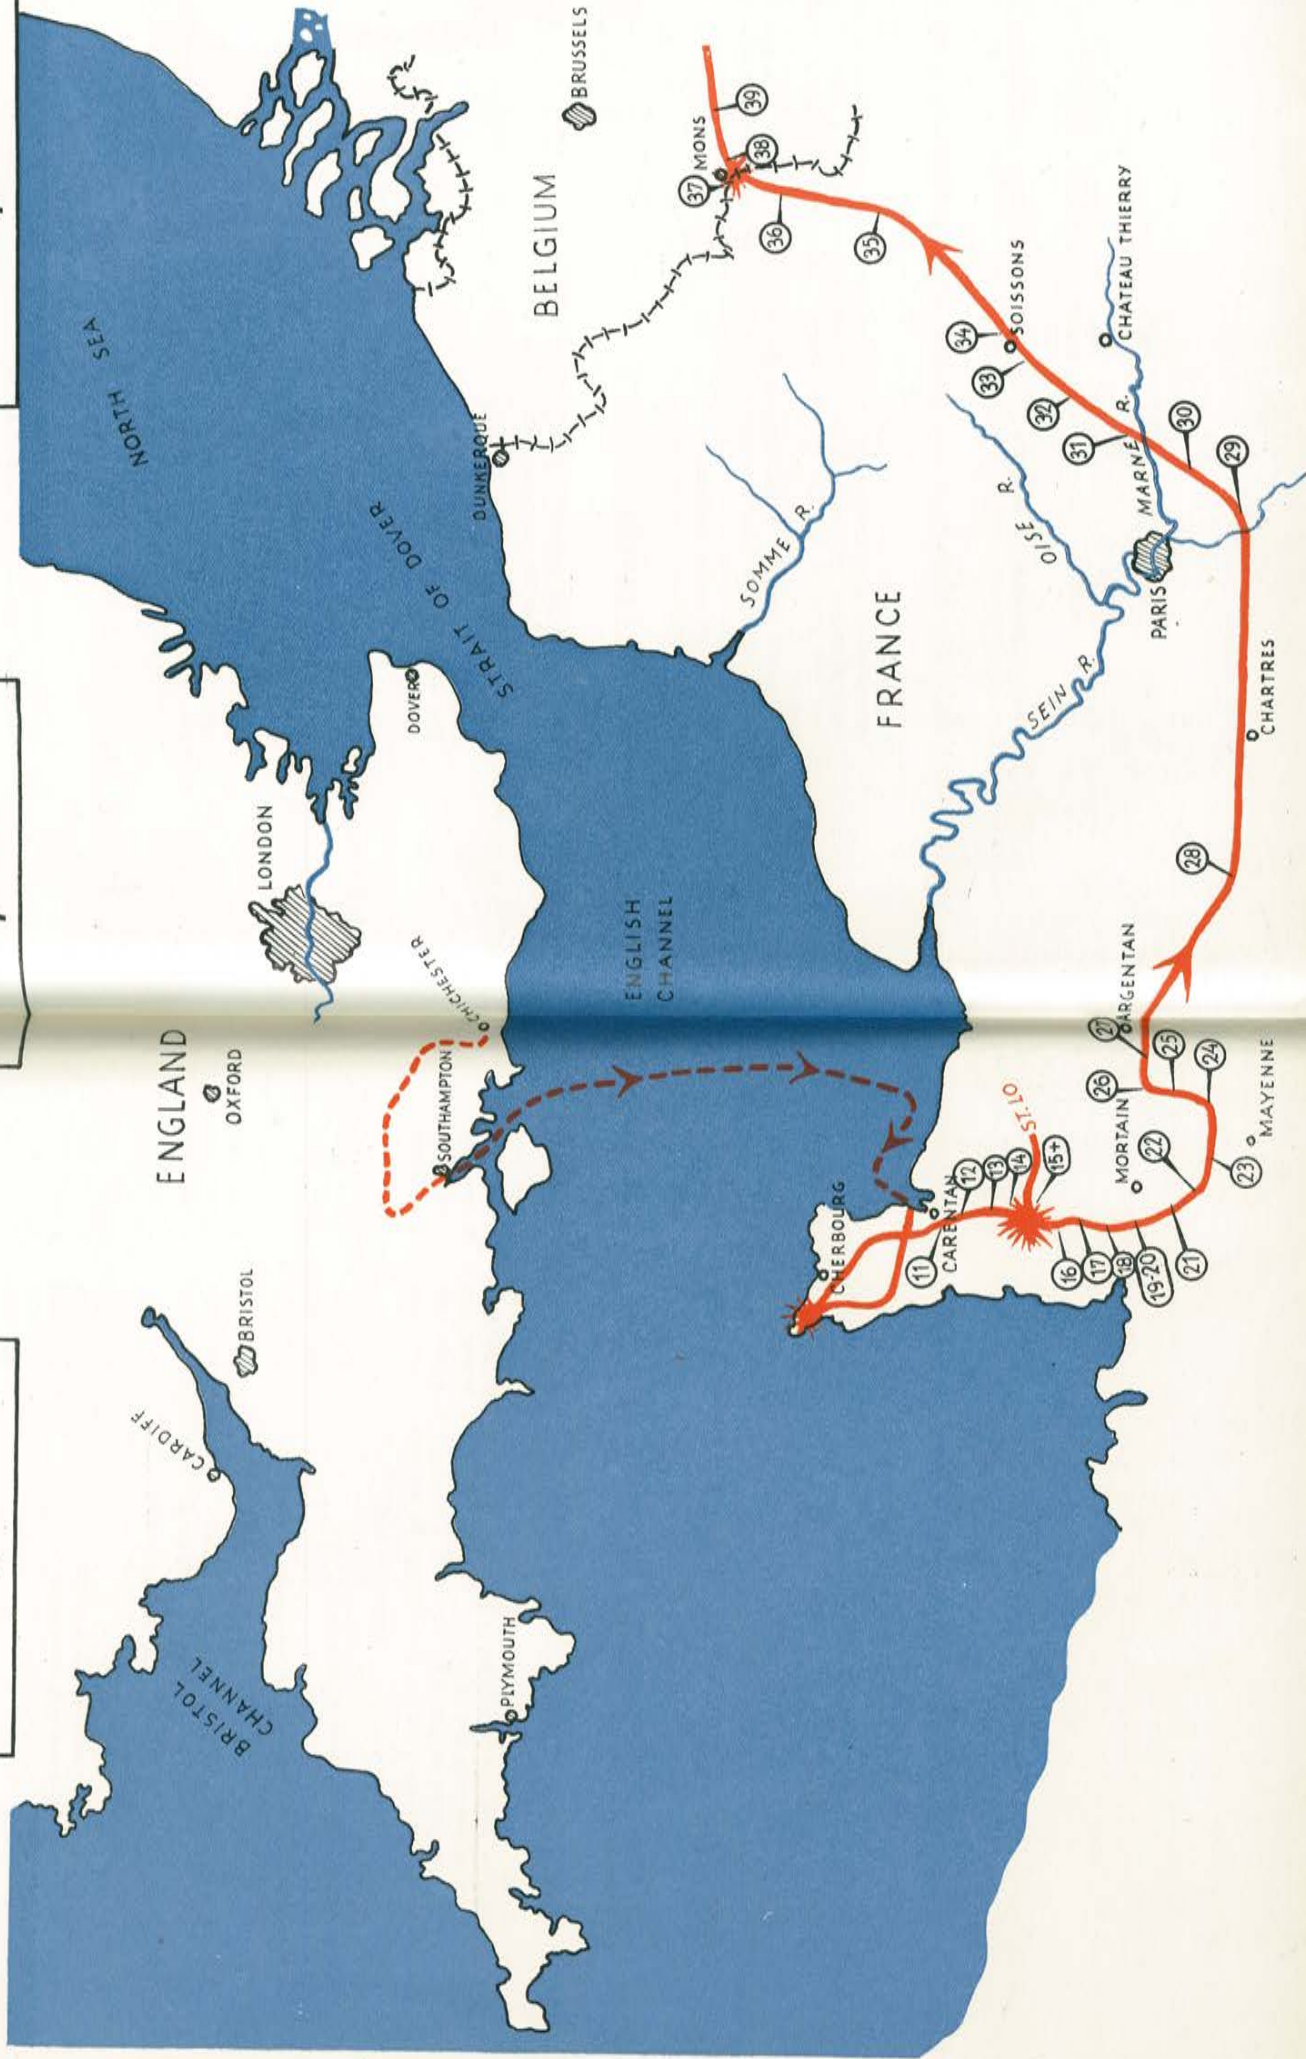 NORTH SEA
STRAIT OF DOVER
ENGLISH
CHANNEL
BRISTOL
CHANNEL
ENGLAND
OXFORD
LONDON
DOVER
CHICHESTER
SOUTHAMPTON
BRISTOL
CARDIFF
PLYMOUTH
BELGIUM
BRUSSELS
MONS
DUNKERQUE
FRANCE
SOMME R.
OISE R.
SEIN R.
MARNE R.
PARIS
SOISSONS
CHATEAU THIERRY
CHARTRES
ARGENTAN
MORTAIN
MAYENNE
ST. LO
CARENTAN
CHERBOURG
11
12
13
14
15+
16
17
18
19-20
21
22
23
24
25
26
27
28
29
30
31
32
33
34
35
36
37
38
39